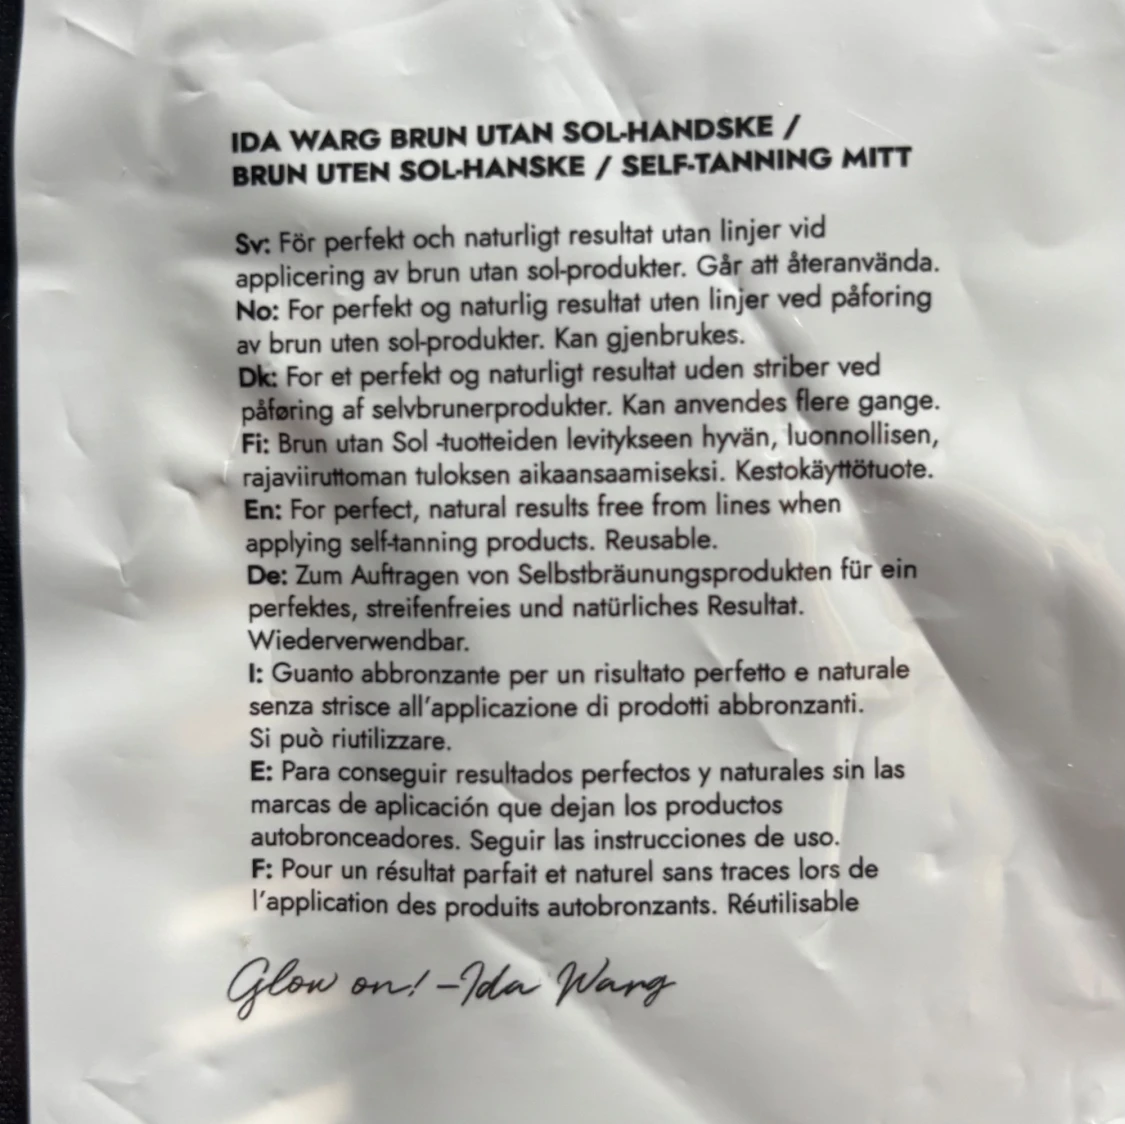 IDA WARG BRUN UTAN SOL-HANDSKE /
BRUN UTEN SOL-HANSKE / SELF-TANNING MITT
Sv: För perfekt och naturligt resultat utan linjer vid
applicering av brun utan sol-produkter. Går att återanvända.
No: For perfekt og naturlig resultat uten linjer ved påforing
av brun uten sol-produkter. Kan gjenbrukes.
Dk: For et perfekt og naturligt resultat uden striber ved
påføring af selvbrunerprodukter. Kan anvendes flere gange.
Fi: Brun utan Sol -tuotteiden levitykseen hyvän, luonnollisen,
rajaviiruttoman tuloksen aikaansaamiseksi. Kestokäyttötuote.
En: For perfect, natural results free from lines when
applying self-tanning products. Reusable.
De: Zum Auftragen von Selbstbräunungsprodukten für ein
perfektes, streifenfreies und natürliches Resultat.
Wiederverwendbar.
I: Guanto abbronzante per un risultato perfetto e naturale
senza strisce all'applicazione di prodotti abbronzanti.
Si può riutilizzare.
E: Para conseguir resultados perfectos y naturales sin las
marcas de aplicación que dejan los productos
autobronceadores. Seguir las instrucciones de uso.
F: Pour un résultat parfait et naturel sans traces lors de
l'application des produits autobronzants. Réutilisable
Glow on! -Ida Warg